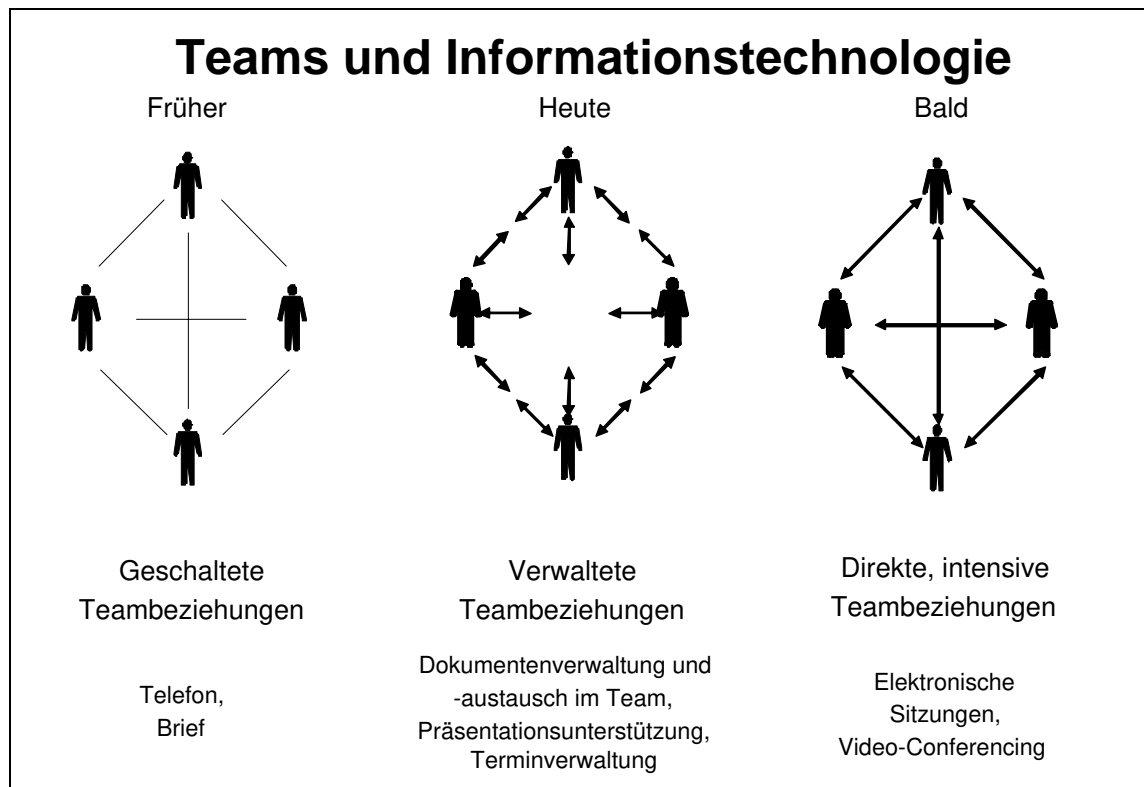 Teams und Informationstechnologie
Früher
Heute
Bald
Geschaltete
Teambeziehungen
Verwaltete
Teambeziehungen
Direkte, intensive
Teambeziehungen
Telefon,
Brief
Dokumentenverwaltung und
-austausch im Team,
Präsentationsunterstützung,
Terminverwaltung
Elektronische
Sitzungen,
Video-Conferencing